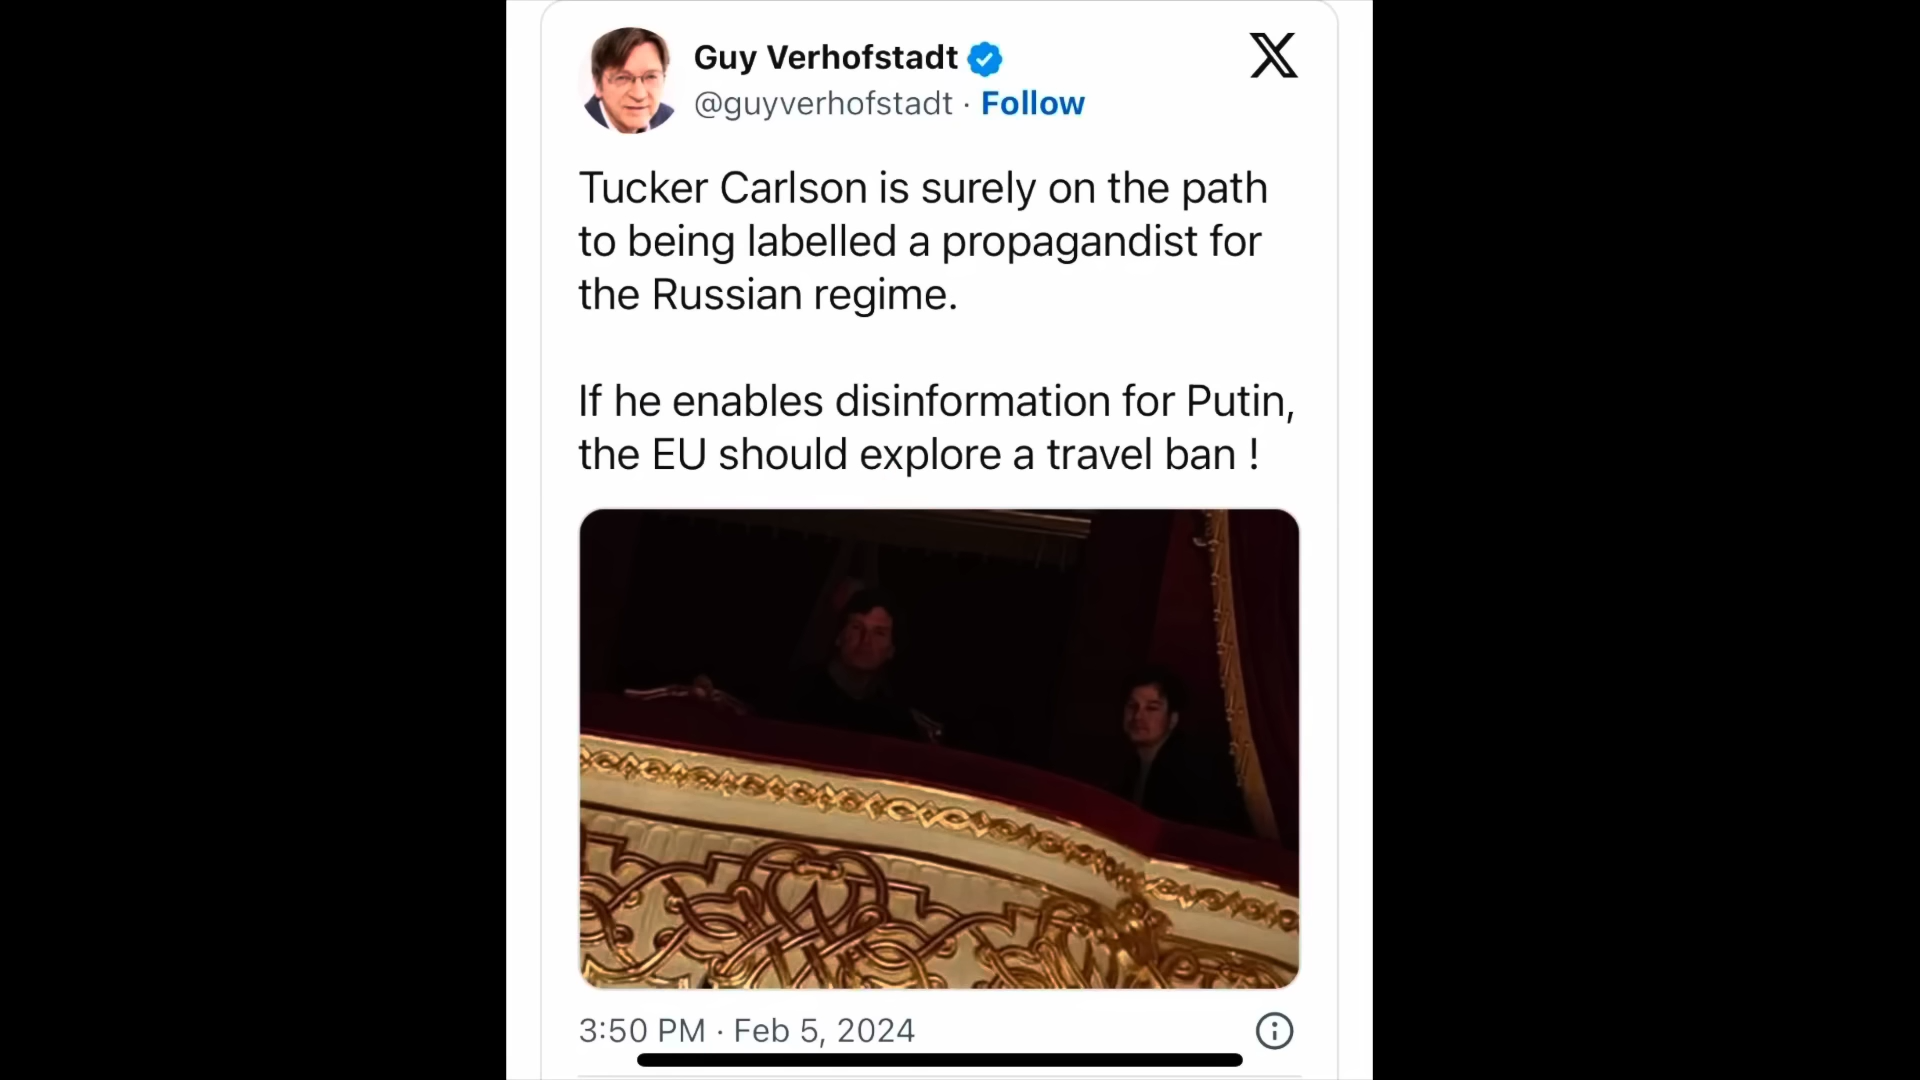 Guy Verhofstadt
@guyverhofstadt · Follow
Tucker Carlson is surely on the path
to being labelled a propagandist for
the Russian regime.
If he enables disinformation for Putin,
the EU should explore a travel ban !
3:50 PM · Feb 5, 2024